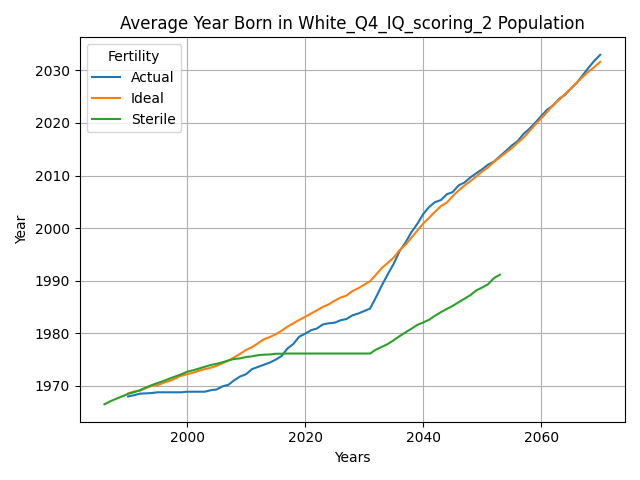 Average Year Born in White_Q4_IQ_scoring_2 Population
Fertility
Actual
Ideal
Sterile
Year
2030
2020
2010
2000
1990
1980
1970
2000
2020
2040
2060
Years